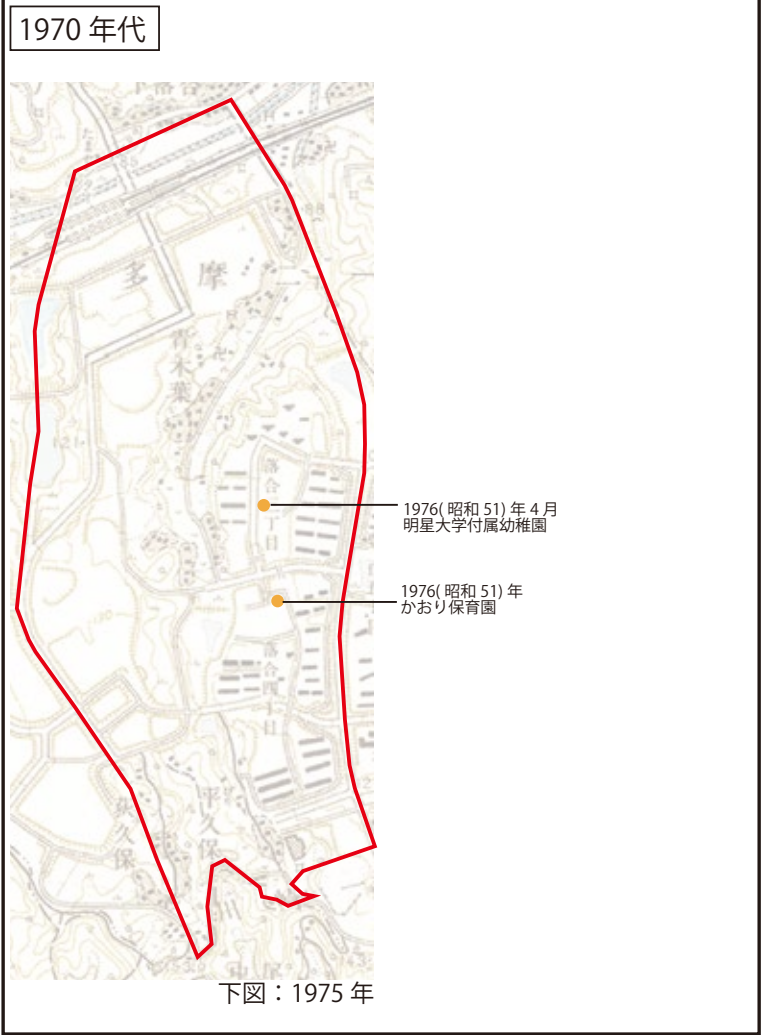 1970 年代
多摩
青木葉
落合
丁目
1976( 昭和 51) 年 4 月
明星大学付属幼稚園
1976( 昭和 51) 年
かおり保育園
落合四丁目
平久保
下図：1975 年